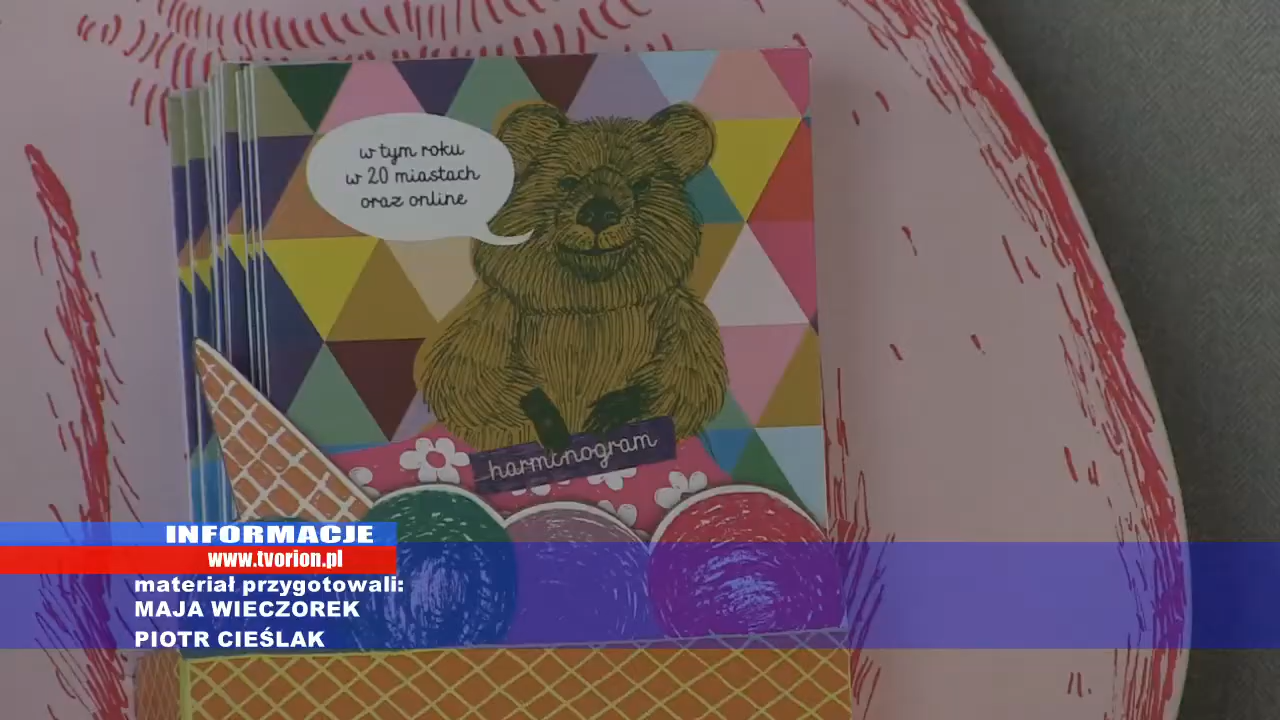 w tym roku
w 20 miastach
oraz online
harminogram
INFORMACJE
www.tvorion.pl
materiał przygotowali:
MAJA WIECZOREK
PIOTR CIEŚLAK